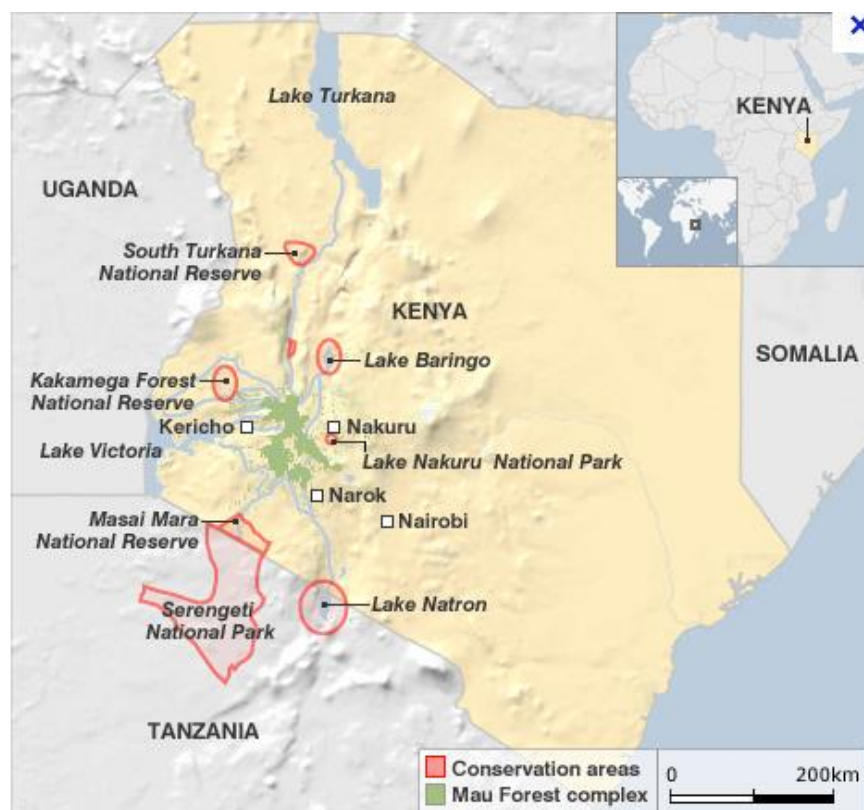 Lake Turkana
KENYA
UGANDA
South Turkana
National Reserve
KENYA
Lake Baringo
SOMALIA
Kakamega Forest
National Reserve
Kericho
Nakuru
Lake Victoria
Lake Nakuru National Park
Narok
Masai Mara
National Reserve
Nairobi
Serengeti
National Park
Lake Natron
TANZANIA
Conservation areas
Mau Forest complex
0 200km